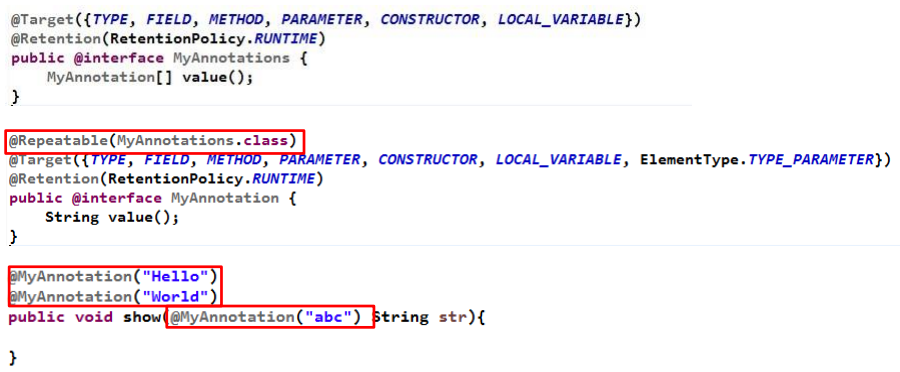 @Target({TYPE, FIELD, METHOD, PARAMETER, CONSTRUCTOR, LOCAL_VARIABLE})
@Retention(RetentionPolicy.RUNTIME)
public @interface MyAnnotations {
    MyAnnotation[] value();
}
@Repeatable(MyAnnotations.class)
@Target({TYPE, FIELD, METHOD, PARAMETER, CONSTRUCTOR, LOCAL_VARIABLE, ElementType.TYPE_PARAMETER})
@Retention(RetentionPolicy.RUNTIME)
public @interface MyAnnotation {
    String value();
}
@MyAnnotation("Hello")
@MyAnnotation("World")
public void show(@MyAnnotation("abc") String str){
}